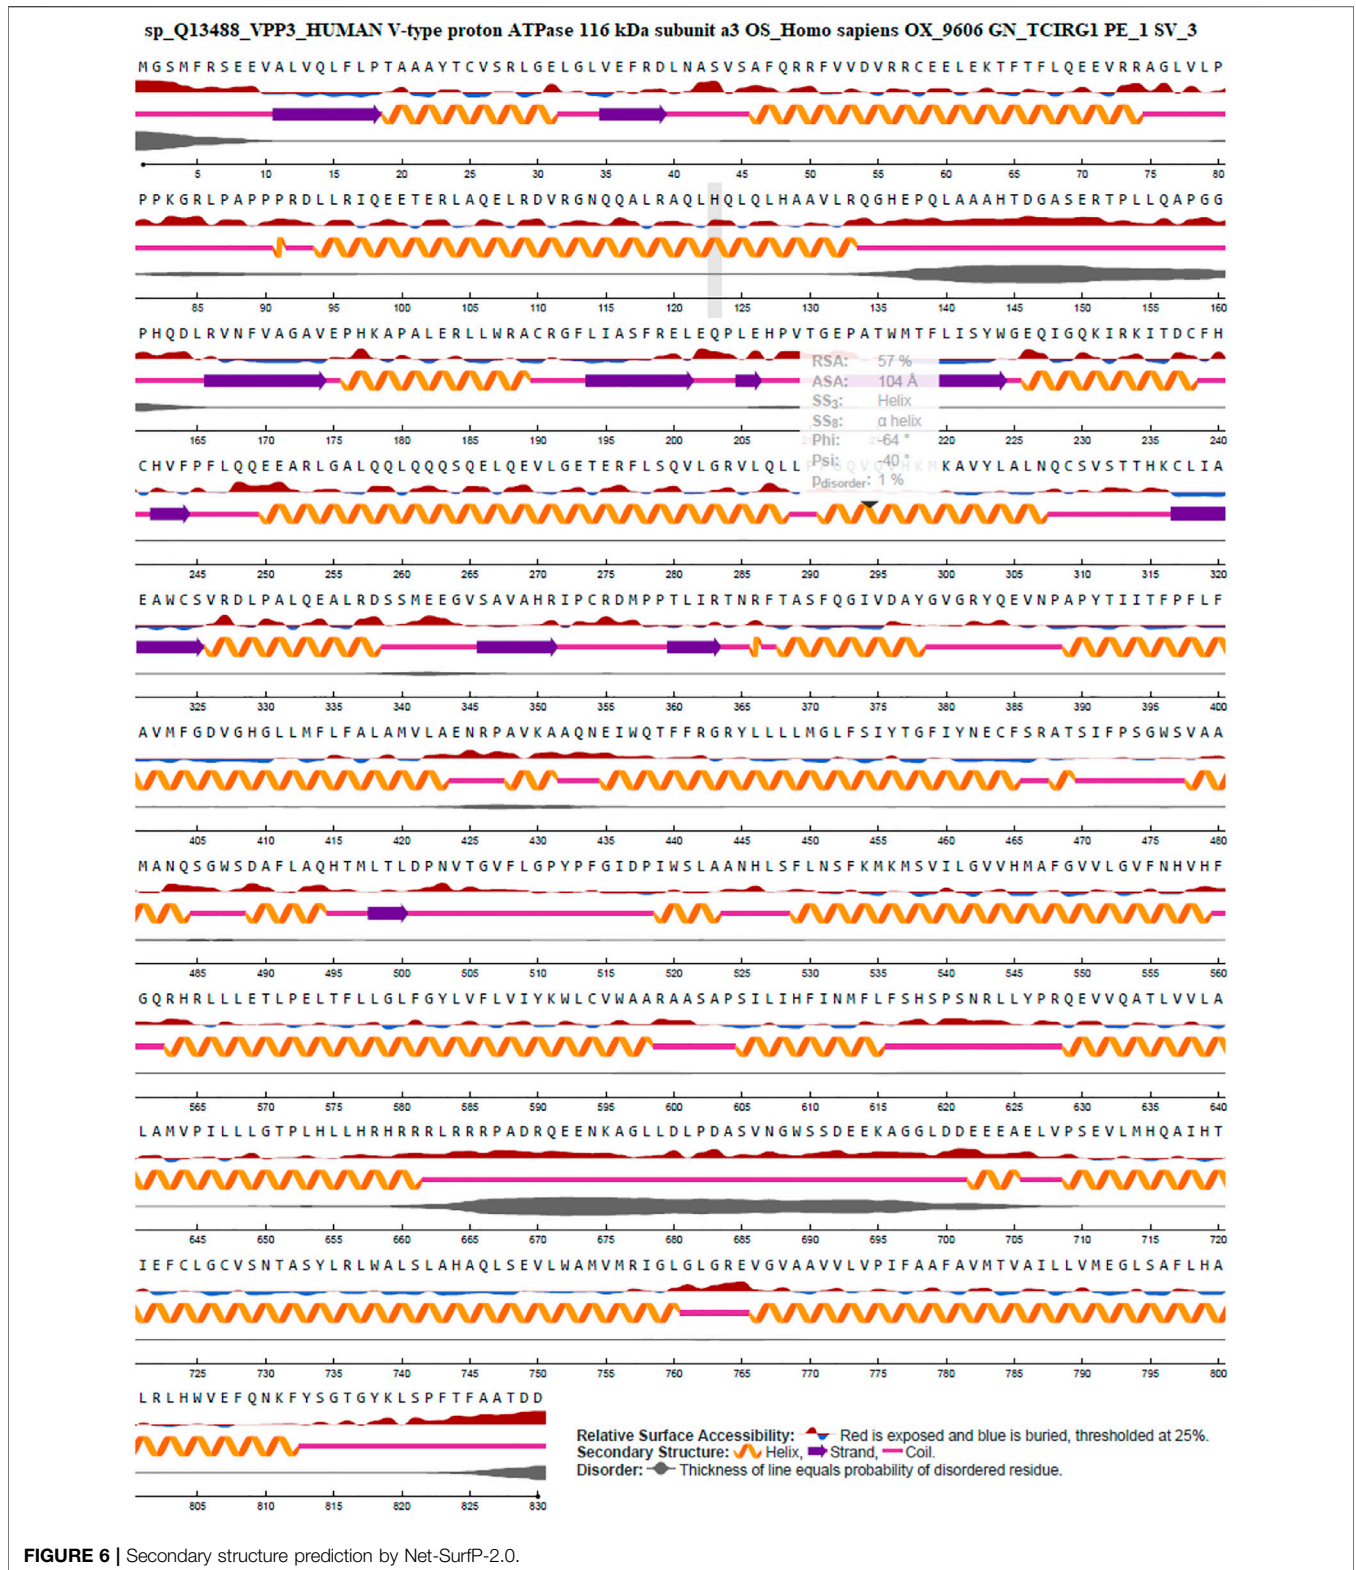 sp_Q13488_VPP3_HUMAN V-type proton ATPase 116 kDa subunit a3 OS_Homo sapiens OX_9606 GN_TCIRG1 PE_1 SV_3
MGSMFRSEEVALVQLFLPTAAAYTCVSRLGELGLVEFRDLNASVSAFQRRFVVDVRRCEELEKTFTFLQEEVRRAGLVLP
5 10 15 20 25 30 35 40 45 50 55 60 65 70 75 80
PPKGRLPAPPPRDLLRIQEETERLAQELRDVRGNQQALRAQLHQLQLHAAVLRQGHEPQLAAAHTDGASERTPLLQAPGG
85 90 95 100 105 110 115 120 125 130 135 140 145 150 155 160
PHQDLRVNFVAGAVEPHKAPALERLLWRACRGFLIASFRELEQPLEHPVTGEPATWMTFLISYWGEQIGQKIRKITDCFH
RSA: 57 %
ASA: 104 Å
SS3: Helix
SS8: α helix
Phi: -64 °
Psi: -40 °
pdisorder: 1 %
165 170 175 180 185 190 195 200 205 220 225 230 235 240
CHVFPFLQQEEARLGALQQLQQQSQELQEVLGETERFLSQVLGRVLQLLPPGQVQVHKMKAVYLALNQCSVSTTHKCLIA
245 250 255 260 265 270 275 280 285 290 295 300 305 310 315 320
EAWCSVRDLPALQEALRDSSMEEGVSAVAHRIPCRDMPPTLIRTNRFTASFQGIVDAYGVGRYQEVNPAPYTIITFPFLF
325 330 335 340 345 350 355 360 365 370 375 380 385 390 395 400
AVMFGDVGHGLLMFLFALAMVLAENRPAVKAAQNEIWQTFFRGRYLLLLMGLFSIYTGFIYNECFSRATSIFPSGWSVAA
405 410 415 420 425 430 435 440 445 450 455 460 465 470 475 480
MANQSGWSDAFLAQHTMLTLDPNVTGVFLGPYPFGIDPIWSLAANHLSFLNSFKMKMSVILGVVHMAFGVVLGVFNHVHF
485 490 495 500 505 510 515 520 525 530 535 540 545 550 555 560
GQRHRLLLETLPELTFLLGLFGYLVFLVIYKWLCVWAARAASAPSILIHFINMFLFSHSPSNRLLYPRQEVVQATLVVLA
565 570 575 580 585 590 595 600 605 610 615 620 625 630 635 640
LAMVPILLLGTPLHLLHRHRRRLRRRPADRQEENKAGLLDLPDASVNGWSSDEEKAGGLDDEEEAELVPSEVLMHQAIHT
645 650 655 660 665 670 675 680 685 690 695 700 705 710 715 720
IEFCLGCVSNTASYLRLWALSLAHAQLSEVLWAMVMRIGLGLGREVGVAAVVLVPIFAAFAVMTVAILLVMEGLSAFLHA
725 730 735 740 745 750 755 760 765 770 775 780 785 790 795 800
LRLHWVEFQNKFYSGTGYKLSPFTFAATDD
805 810 815 820 825 830
Relative Surface Accessibility: Red is exposed and blue is buried, thresholded at 25%.
Secondary Structure: Helix, Strand, Coil.
Disorder: Thickness of line equals probability of disordered residue.
FIGURE 6 | Secondary structure prediction by Net-SurfP-2.0.